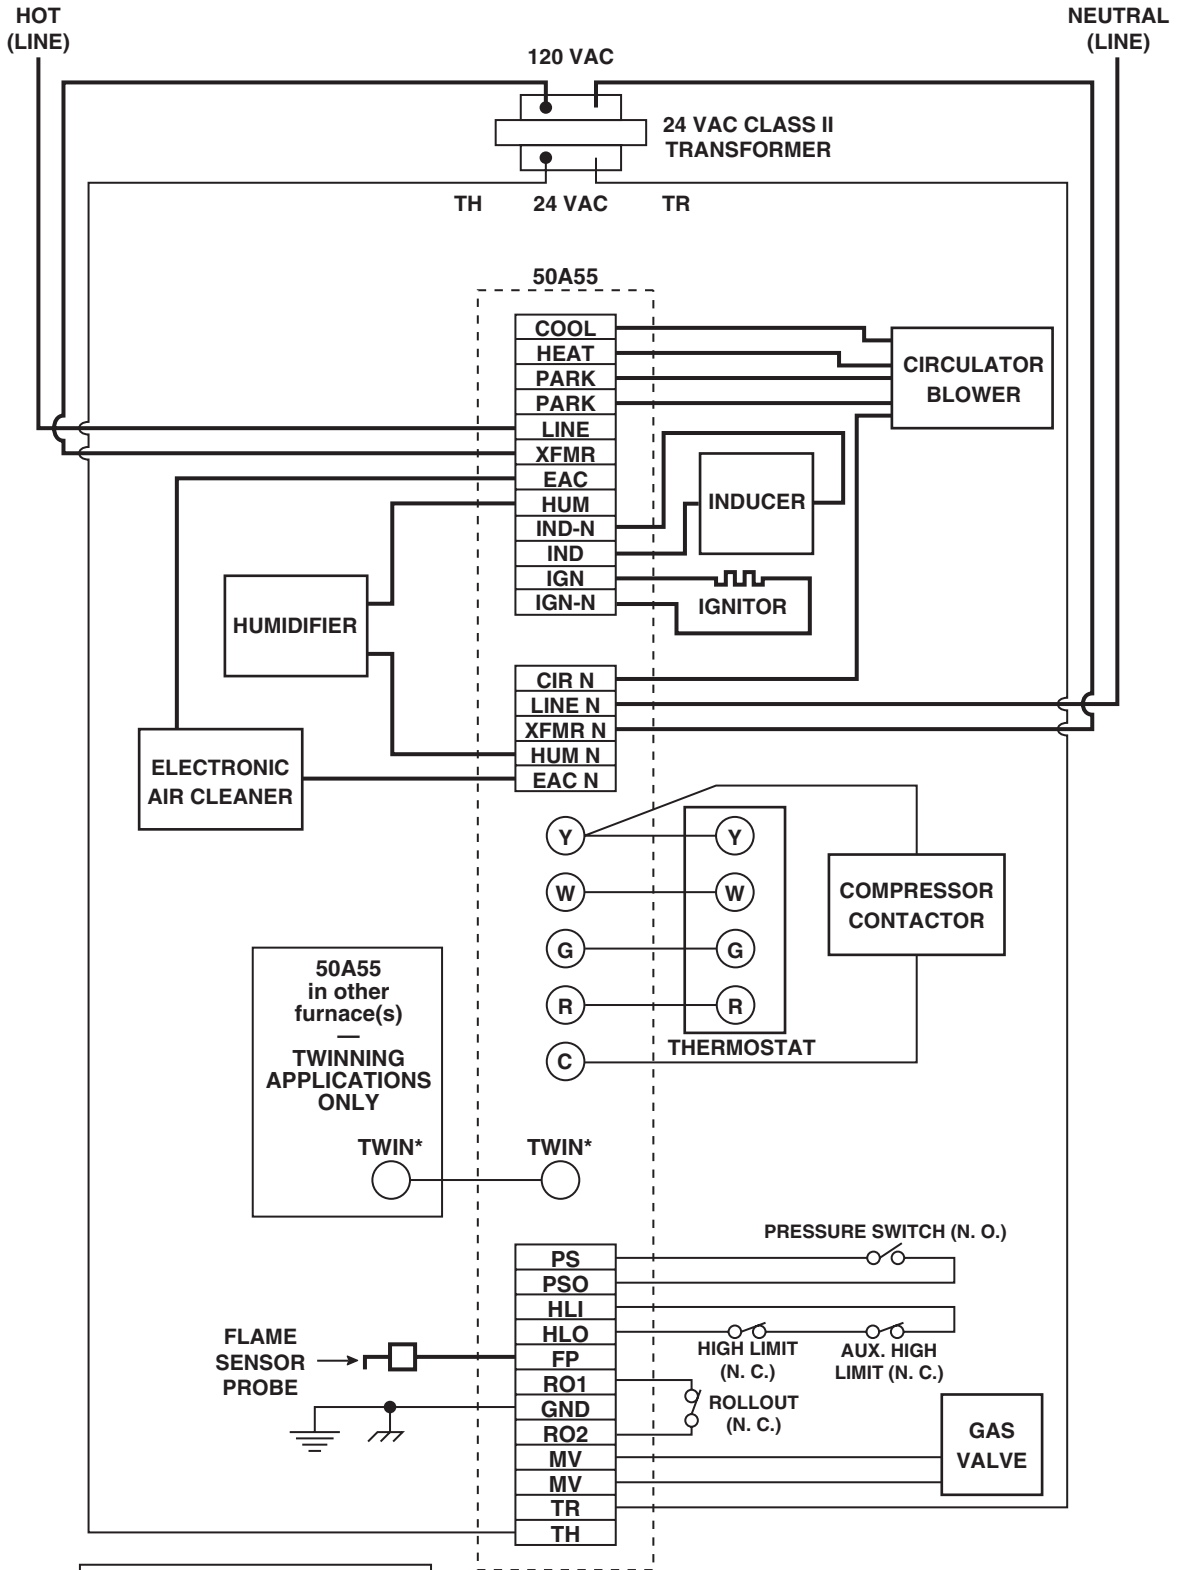 HOT
(LINE)
NEUTRAL
(LINE)
120 VAC
24 VAC CLASS II
TRANSFORMER
TH
24 VAC
TR
50A55
COOL
HEAT
PARK
PARK
LINE
XFMR
EAC
HUM
IND-N
IND
IGN
IGN-N
CIRCULATOR
BLOWER
INDUCER
IGNITOR
HUMIDIFIER
CIR N
LINE N
XFMR N
HUM N
EAC N
ELECTRONIC
AIR CLEANER
Y
W
G
R
C
Y
W
G
R
THERMOSTAT
COMPRESSOR
CONTACTOR
50A55
in other
furnace(s)
—
TWINNING
APPLICATIONS
ONLY
TWIN*
TWIN*
PS
PSO
HLI
HLO
FP
RO1
GND
RO2
MV
MV
TR
TH
PRESSURE SWITCH (N. O.)
HIGH LIMIT
(N. C.)
AUX. HIGH
LIMIT (N. C.)
ROLLOUT
(N. C.)
GAS
VALVE
FLAME
SENSOR
PROBE